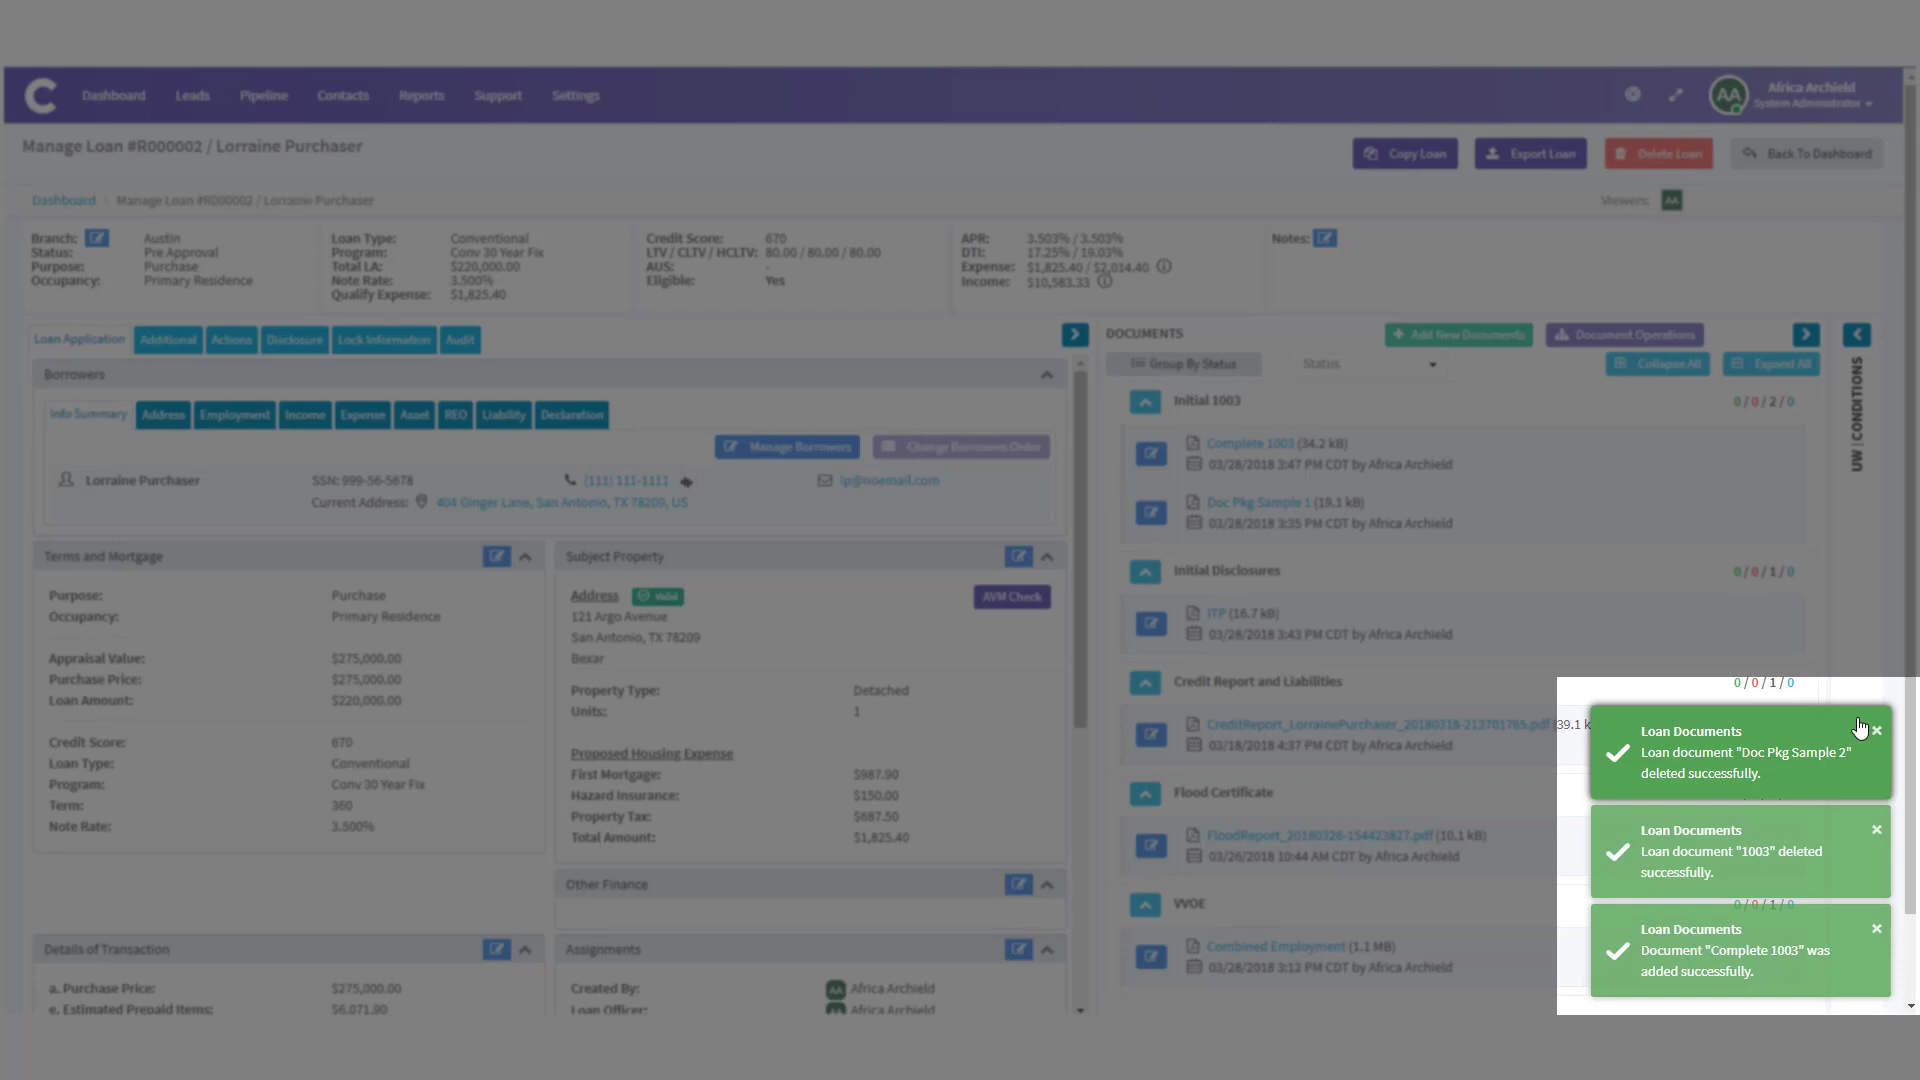 C Dashboard Leads Pipeline Contacts Reports Support Settings
AA
Africa Archield
System Administrator
Manage Loan #R000002 / Lorraine Purchaser
Copy Loan Export Loan Delete Loan Back To Dashboard
Dashboard Manage Loan #R000002 / Lorraine Purchaser
Viewers: AA
Branch: Austin
Status: Pre Approval
Purpose: Purchase
Occupancy: Primary Residence
Loan Type: Conventional
Program: Conv 30 Year Fix
Total LA: $220,000.00
Note Rate: 3.500%
Qualify Expense: $1,825.40
Credit Score: 670
LTV / CLTV / HCLTV: 80.00 / 80.00 / 80.00
AUS: -
Eligible: Yes
APR: 3.503% / 3.503%
DTI: 17.25% / 19.03%
Expense: $1,825.40 / $2,014.40
Income: $10,583.33
Notes:
Loan Application Additional Actions Disclosure Lock Information Audit
Borrowers
Info Summary Address Employment Income Expense Asset REO Liability Declaration
Manage Borrowers Change Borrowers Order
Lorraine Purchaser SSN: 999-56-5678 (111) 111-1111 lp@noemail.com
Current Address: 404 Ginger Lane, San Antonio, TX 78209, US
Terms and Mortgage
Purpose: Purchase
Occupancy: Primary Residence
Appraisal Value: $275,000.00
Purchase Price: $275,000.00
Loan Amount: $220,000.00
Credit Score: 670
Loan Type: Conventional
Program: Conv 30 Year Fix
Term: 360
Note Rate: 3.500%
Subject Property
Address Valid
AVM Check
121 Argo Avenue
San Antonio, TX 78209
Bexar
Property Type: Detached
Units: 1
Proposed Housing Expense
First Mortgage: $987.90
Hazard Insurance: $150.00
Property Tax: $687.50
Total Amount: $1,825.40
Other Finance
Details of Transaction
a. Purchase Price: $275,000.00
e. Estimated Prepaid Items: $6,071.90
Assignments
Created By: AA Africa Archield
Loan Officer: AA Africa Archield
DOCUMENTS
Add New Documents Document Operations
Group By Status Status Collapse All Expand All
Initial 1003 0 / 0 / 2 / 0
Complete 1003 (34.2 kB)
03/28/2018 3:47 PM CDT by Africa Archield
Doc Pkg Sample 1 (19.1 kB)
03/28/2018 3:35 PM CDT by Africa Archield
Initial Disclosures 0 / 0 / 1 / 0
ITP (16.7 kB)
03/28/2018 3:43 PM CDT by Africa Archield
Credit Report and Liabilities 0 / 0 / 1 / 0
CreditReport_LorrainePurchaser_20180318-213701765.pdf (39.1 k
03/18/2018 4:37 PM CDT by Africa Archield
Flood Certificate
FloodReport_20180326-154423827.pdf (10.1 kB)
03/26/2018 10:44 AM CDT by Africa Archield
VVOE 0 / 0 / 1 / 0
Combined Employment (1.1 MB)
03/28/2018 3:12 PM CDT by Africa Archield
UW | CONDITIONS
Loan Documents
Loan document "Doc Pkg Sample 2"
deleted successfully.
Loan Documents
Loan document "1003" deleted
successfully.
Loan Documents
Document "Complete 1003" was
added successfully.